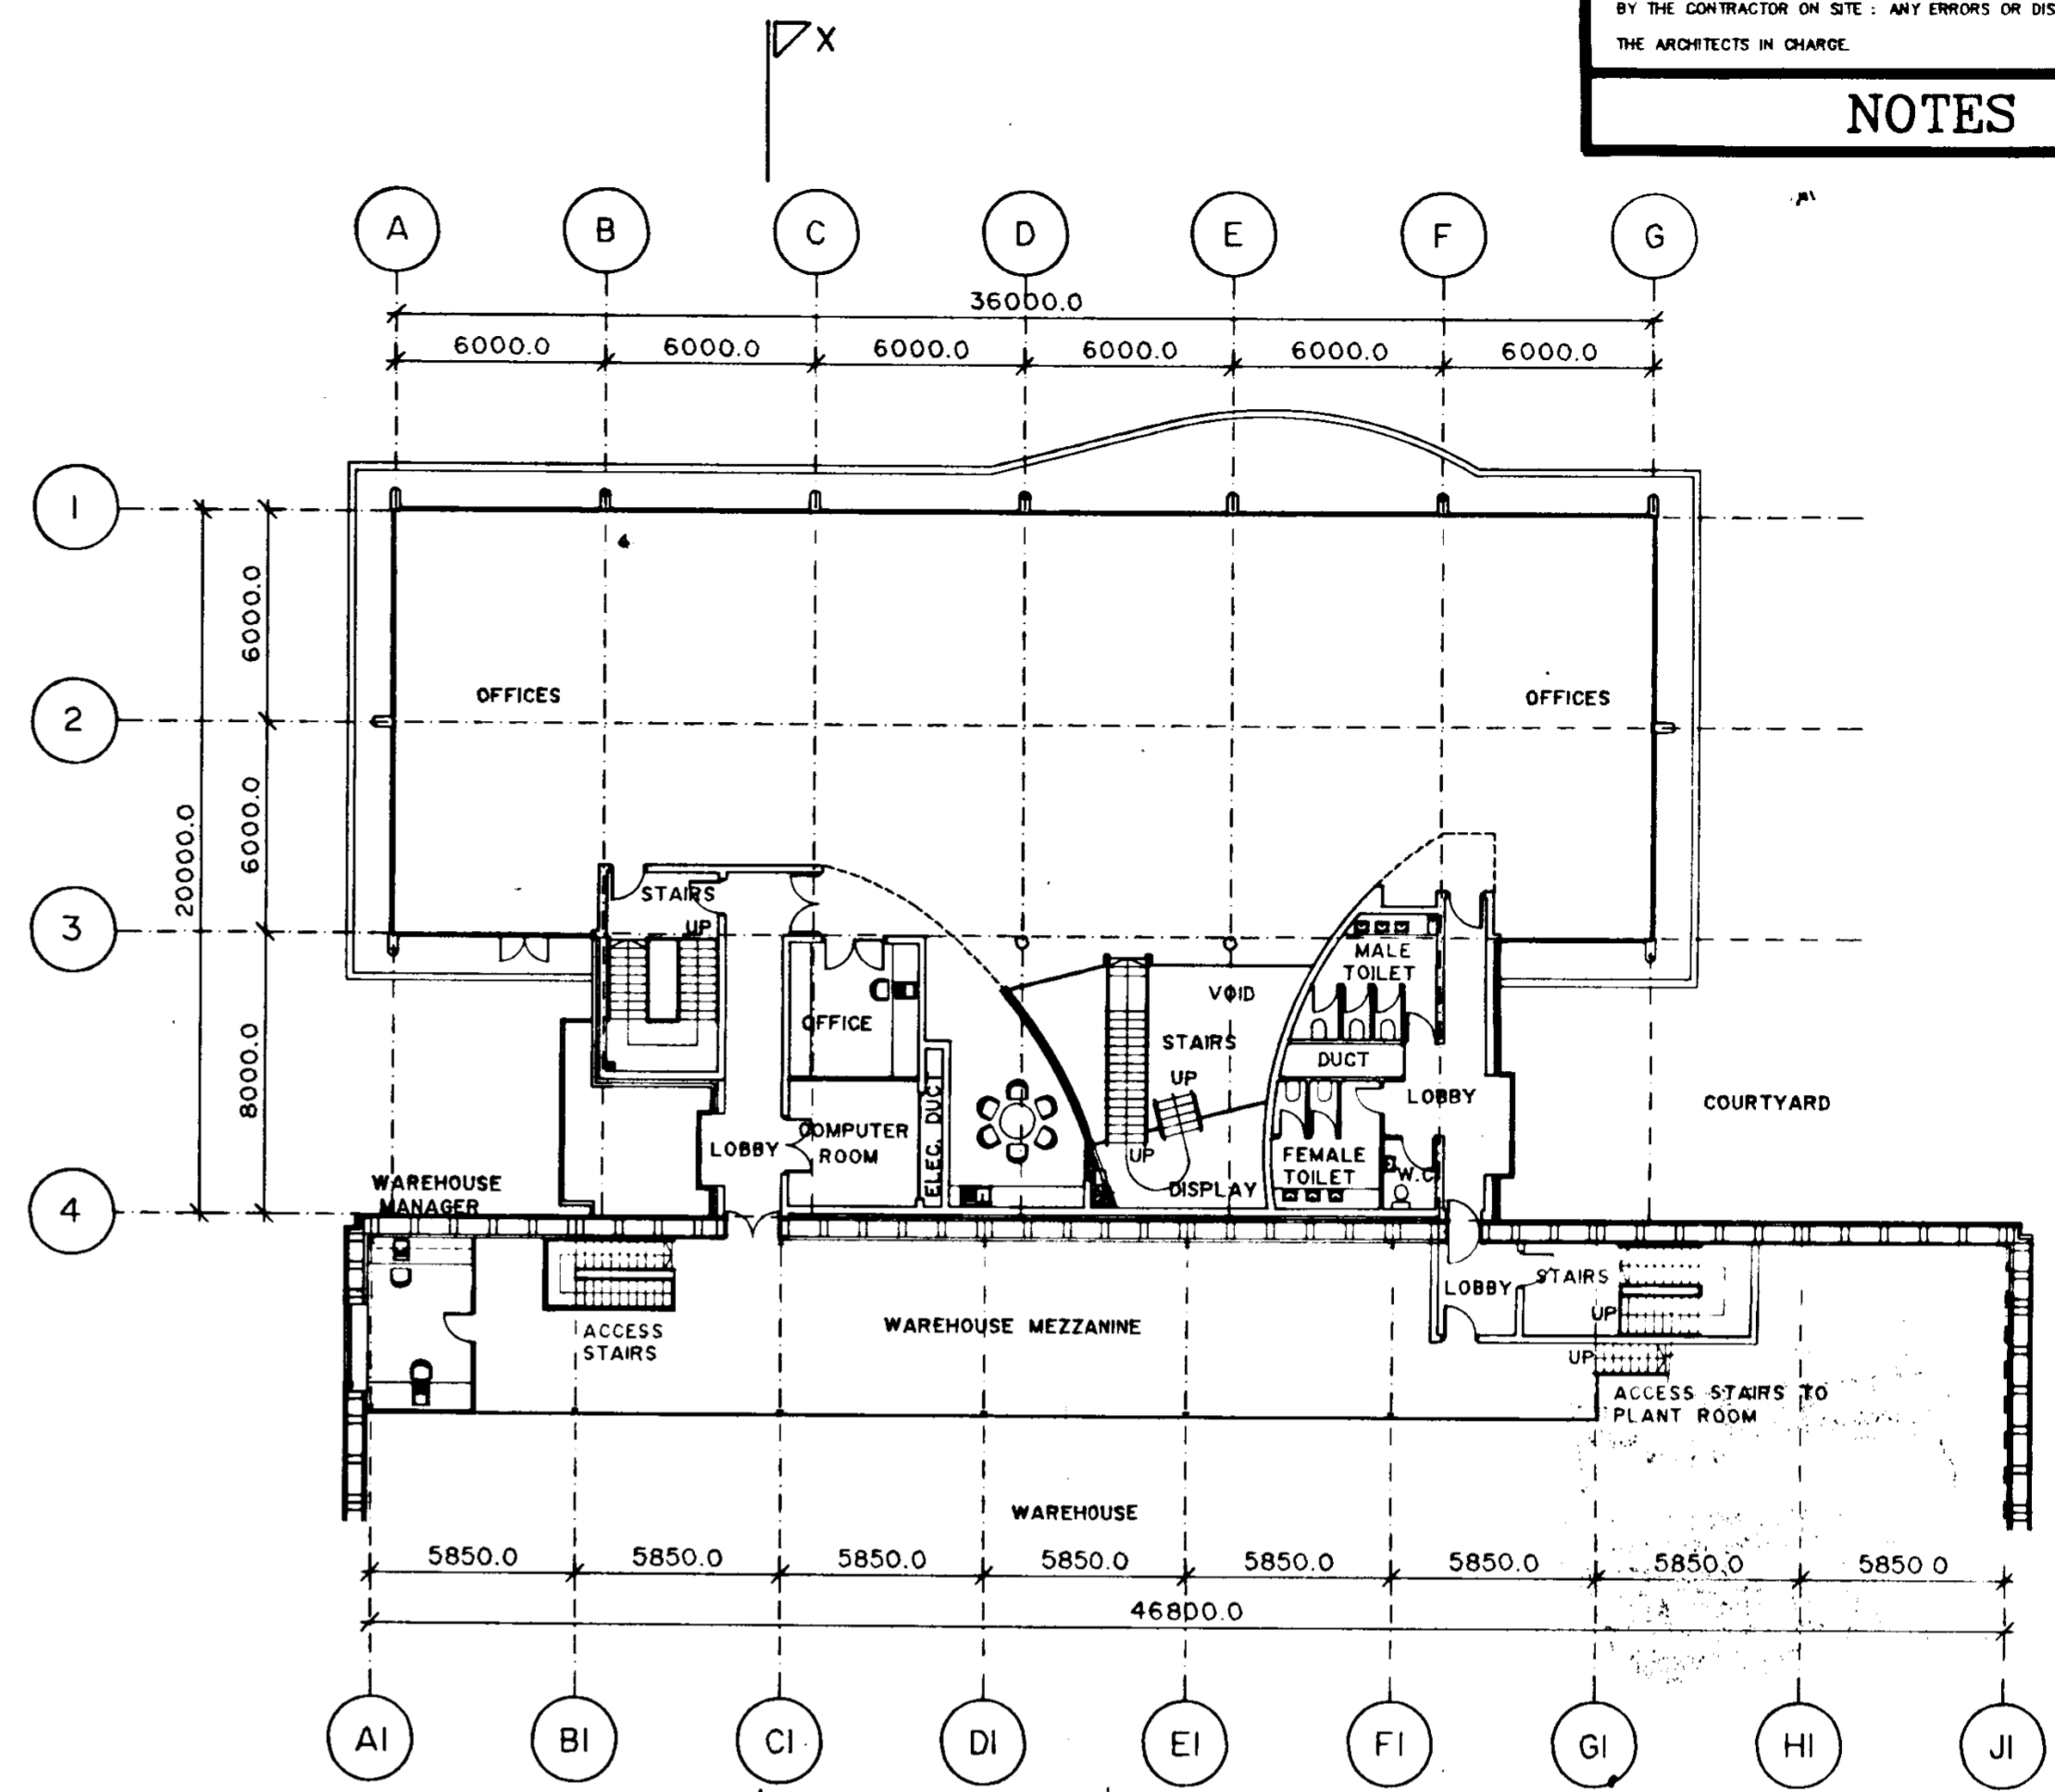 BY THE CONTRACTOR ON SITE : ANY ERRORS OR DIS
THE ARCHITECTS IN CHARGE.
NOTES
X
A B C D E F G
36000.0
6000.0 6000.0 6000.0 6000.0 6000.0 6000.0
1
2
3
4
6000.0
6000.0
20000.0
8000.0
OFFICES
OFFICES
STAIRS
UP
MALE
TOILET
VOID
OFFICE
STAIRS
DUCT
UP
LOBBY
COURTYARD
ELEC. DUCT
COMPUTER
ROOM
LOBBY
UP
FEMALE
TOILET
W.C.
DISPLAY
WAREHOUSE
MANAGER
LOBBY
STAIRS
UP
ACCESS
STAIRS
WAREHOUSE MEZZANINE
UP
ACCESS STAIRS TO
PLANT ROOM
WAREHOUSE
5850.0 5850.0 5850.0 5850.0 5850.0 5850.0 5850.0 5850 0
46800.0
A1 B1 C1 D1 E1 F1 G1 H1 J1